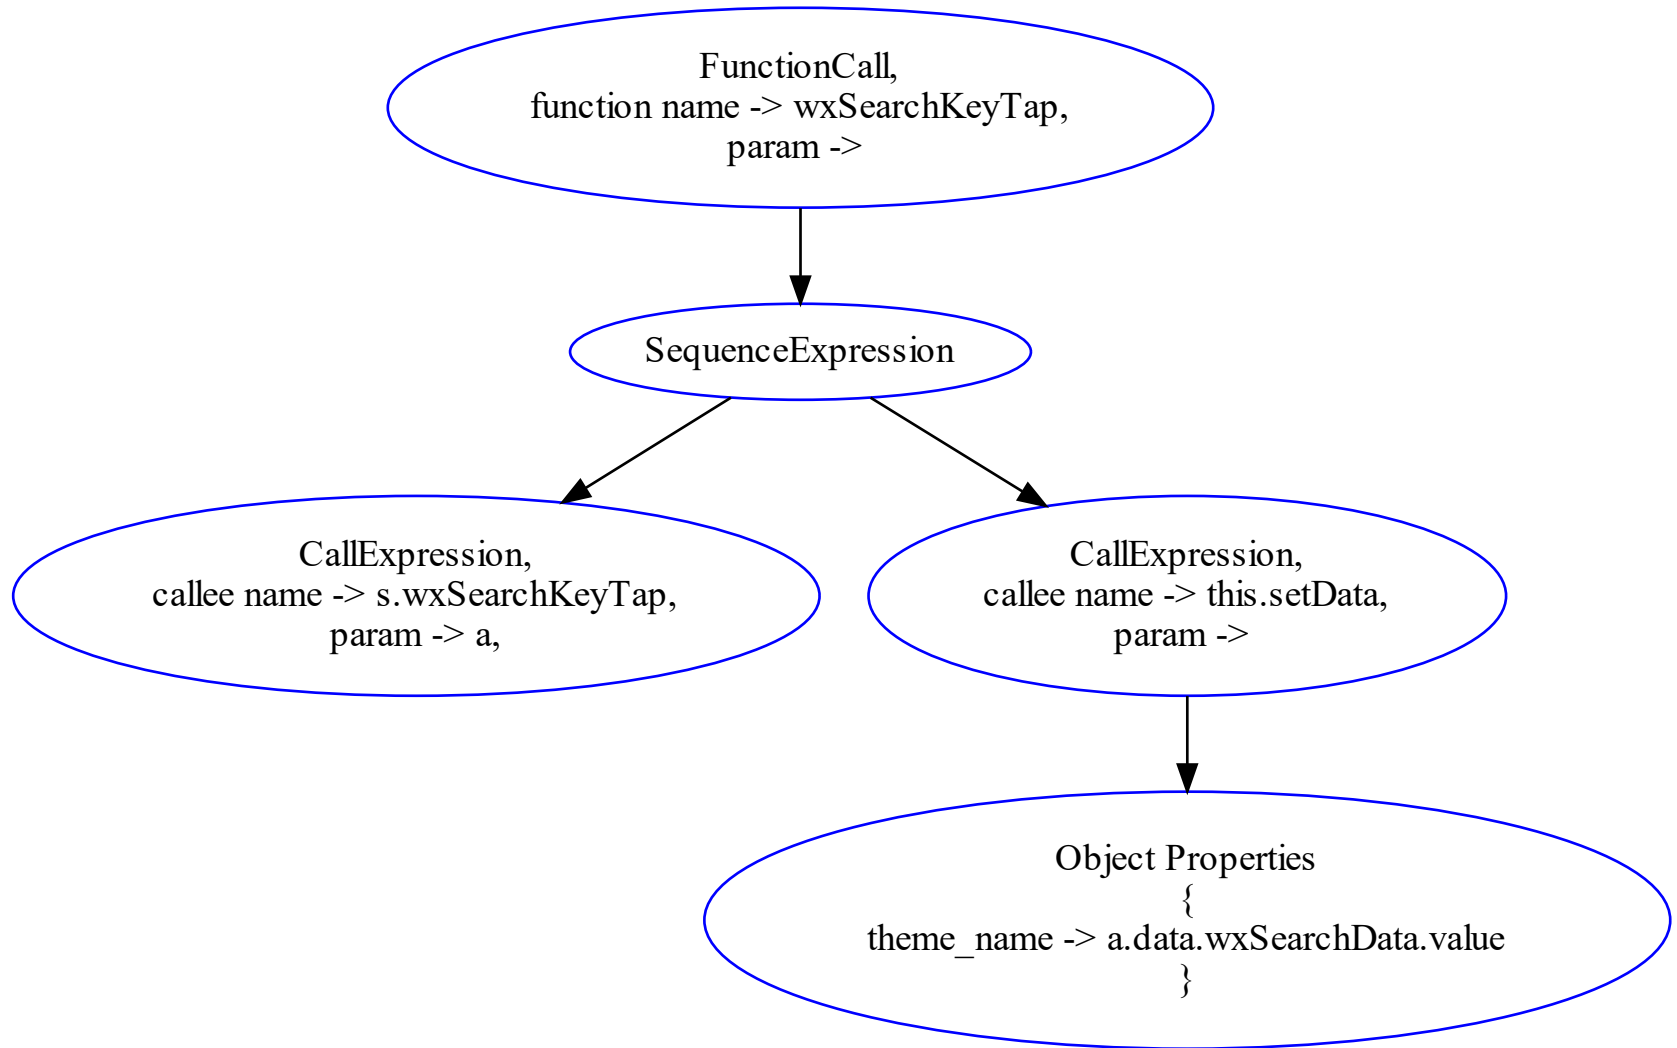 FunctionCall,
function name -> wxSearchKeyTap,
param ->
SequenceExpression
CallExpression,
callee name -> s.wxSearchKeyTap,
param -> a,
CallExpression,
callee name -> this.setData,
param ->
Object Properties
{
theme_name -> a.data.wxSearchData.value
}